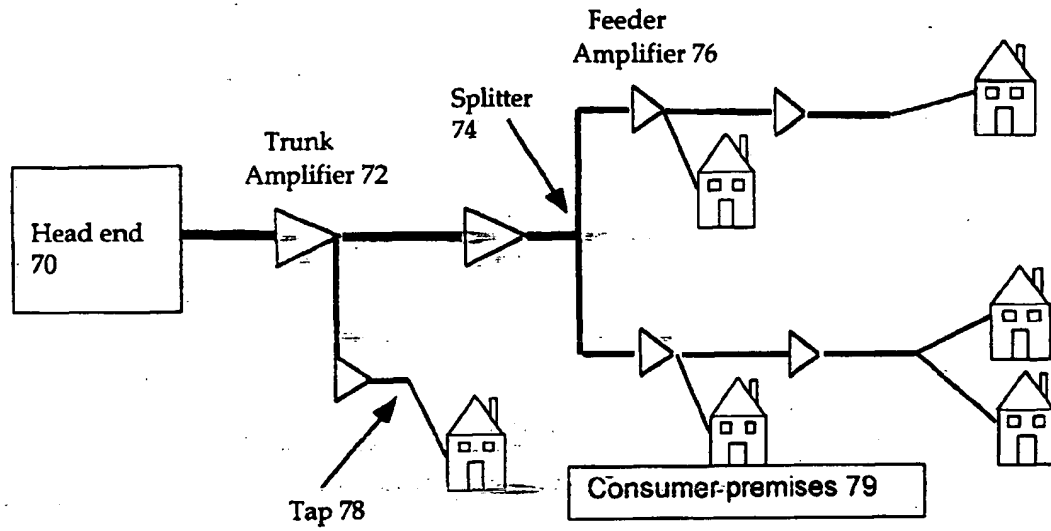 Feeder
Amplifier 76
Splitter
74
Trunk
Amplifier 72
Head end
70
Tap 78
Consumer premises 79